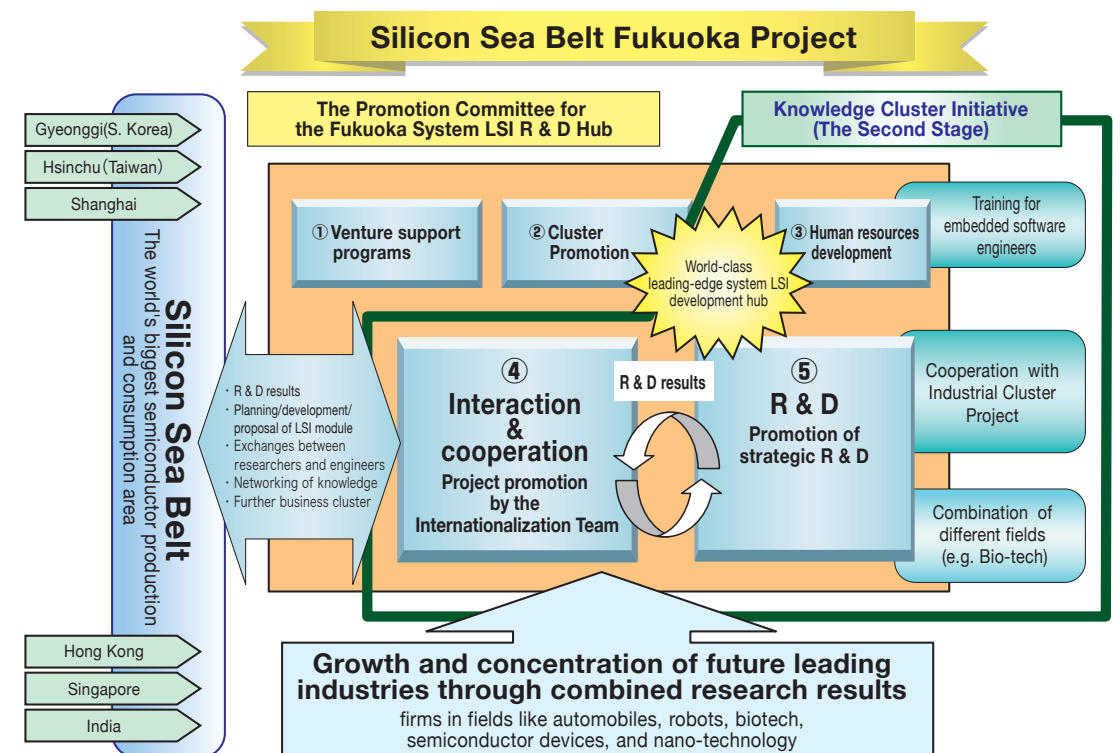 Silicon Sea Belt Fukuoka Project
The Promotion Committee for
the Fukuoka System LSI R & D Hub
Knowledge Cluster Initiative
(The Second Stage)
Gyeonggi(S. Korea)
Hsinchu(Taiwan)
Shanghai
Silicon Sea Belt
The world's biggest semiconductor production
and consumption area
Hong Kong
Singapore
India
① Venture support
programs
② Cluster
Promotion
③ Human resources
development
World-class
leading-edge system LSI
development hub
Training for
embedded software
engineers
・R & D results
・Planning/development/
proposal of LSI module
・Exchanges between
researchers and engineers
・Networking of knowledge
・Further business cluster
④
Interaction
&
cooperation
Project promotion
by the
Internationalization Team
R & D results
⑤
R & D
Promotion of
strategic R & D
Cooperation with
Industrial Cluster
Project
Combination of
different fields
(e.g. Bio-tech)
Growth and concentration of future leading
industries through combined research results
firms in fields like automobiles, robots, biotech,
semiconductor devices, and nano-technology